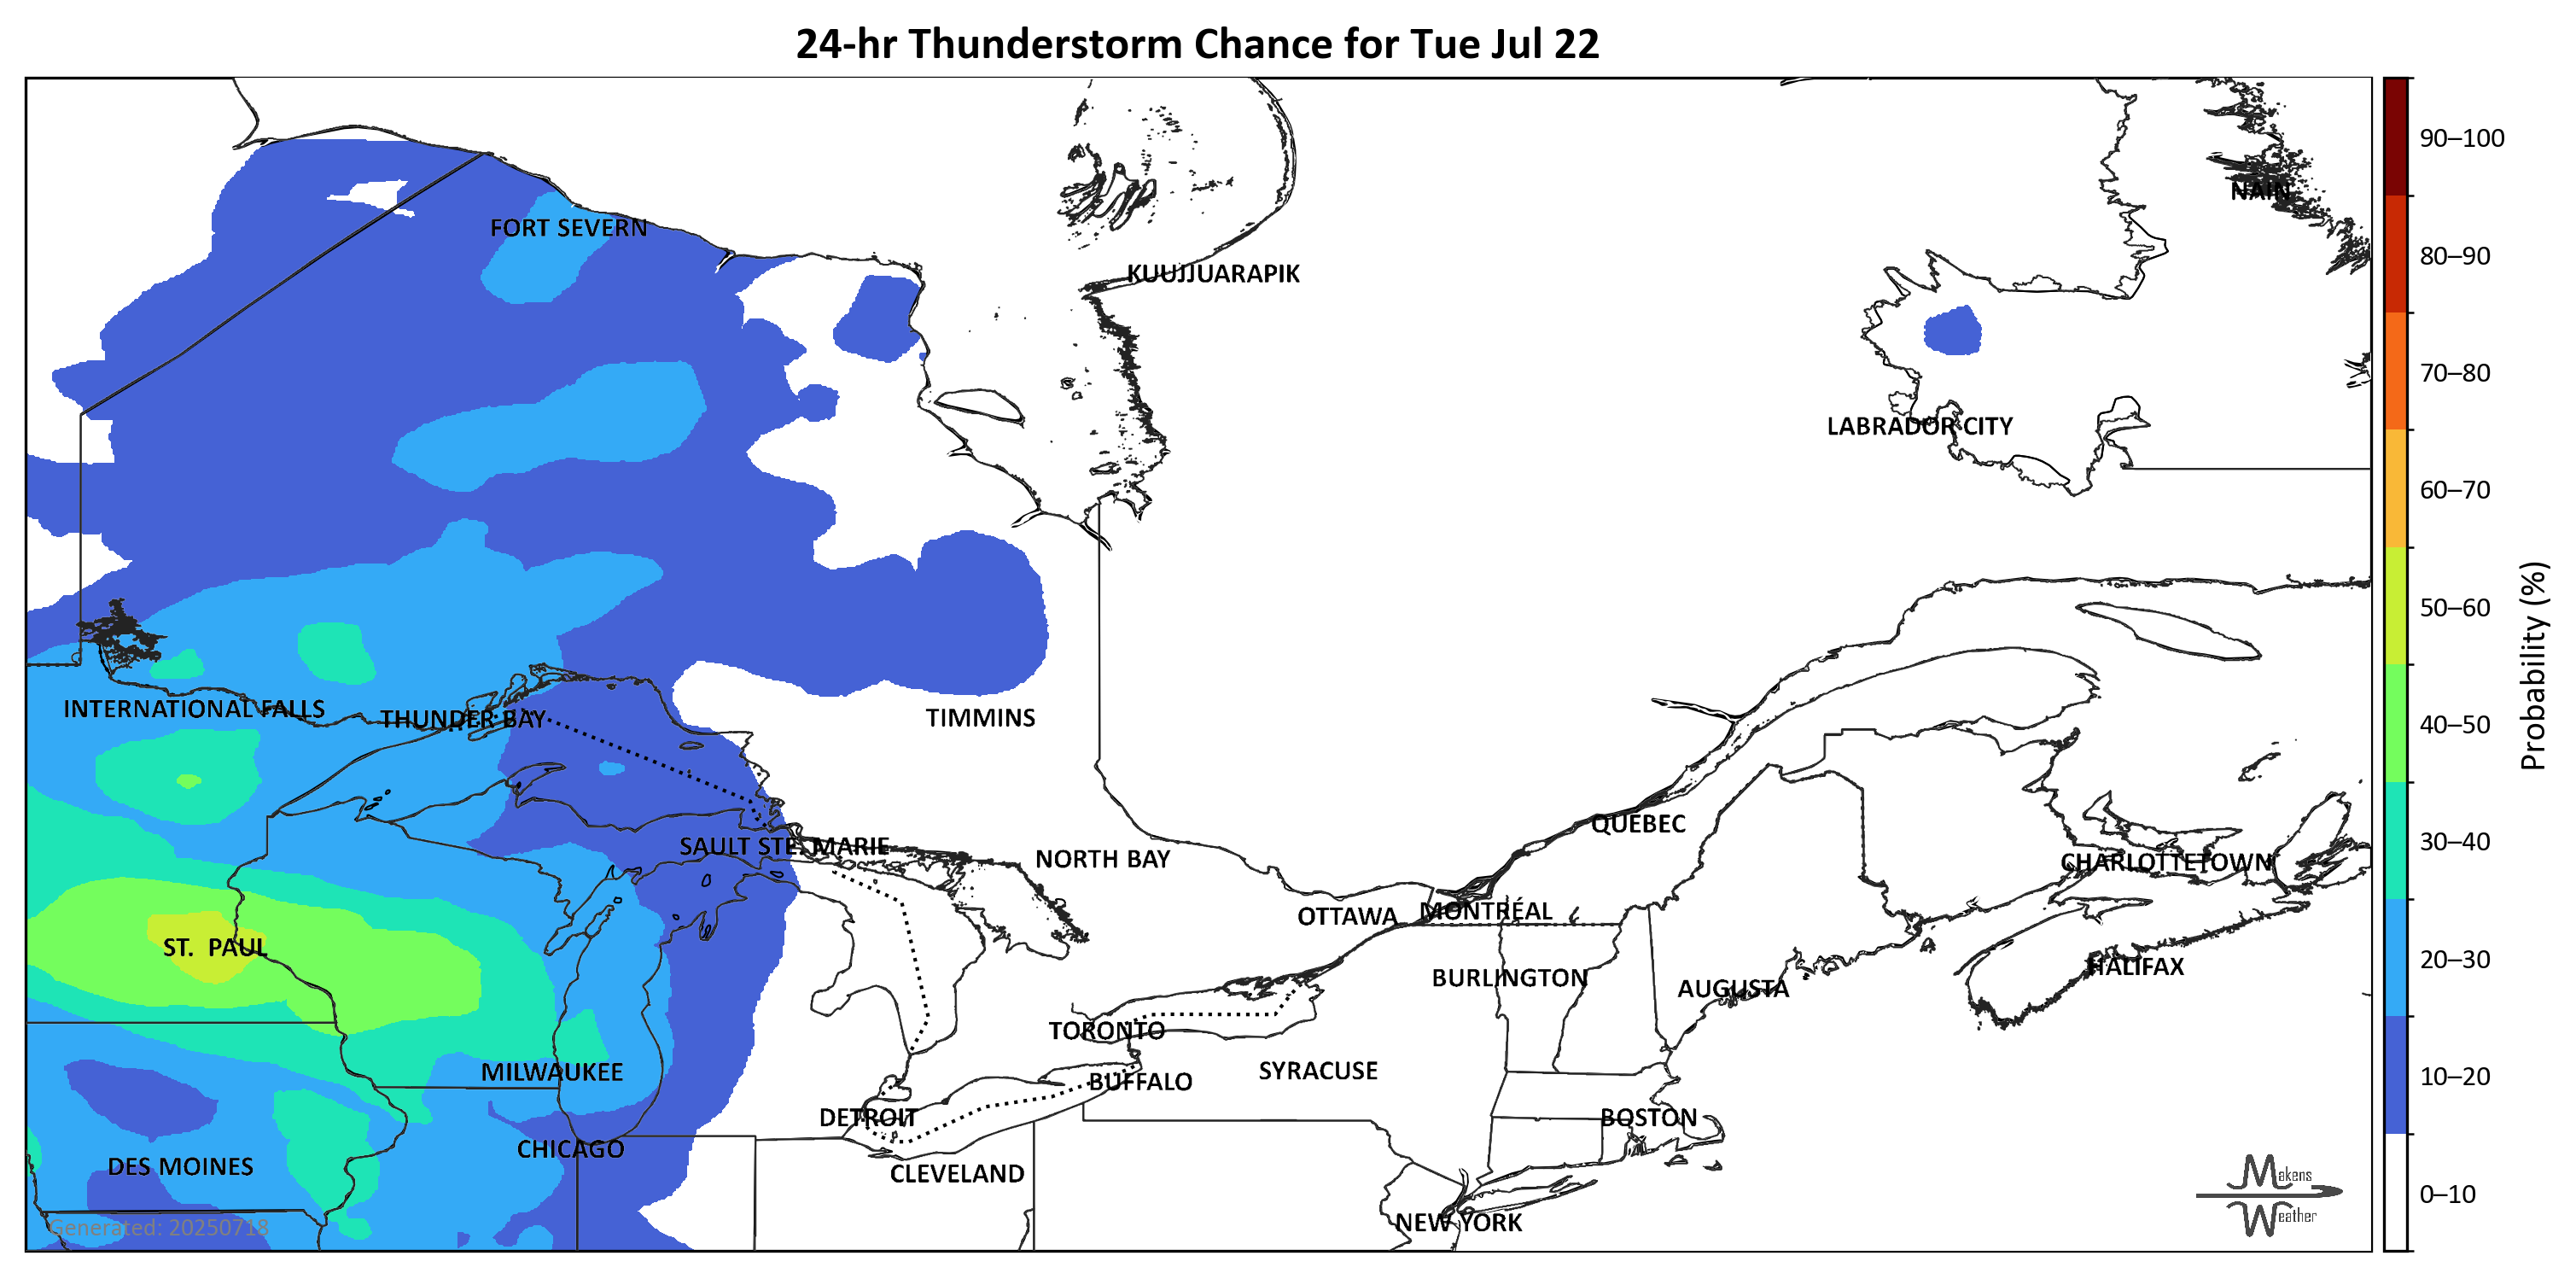 24-hr Thunderstorm Chance for Tue Jul 22
90–100
NAIN
FORT SEVERN
80–90
KUUJJUARAPIK
70–80
LABRADOR CITY
60–70
50–60
Probability (%)
INTERNATIONAL FALLS
THUNDER BAY
TIMMINS
40–50
QUEBEC
SAULT STE. MARIE
30–40
NORTH BAY
CHARLOTTETOWN
OTTAWA
MONTRÉAL
ST. PAUL
20–30
HALIFAX
BURLINGTON
AUGUSTA
TORONTO
MILWAUKEE
SYRACUSE
10–20
BUFFALO
DETROIT
BOSTON
CHICAGO
DES MOINES
CLEVELAND
Makens
Weather
0–10
NEW YORK
Generated: 20250718